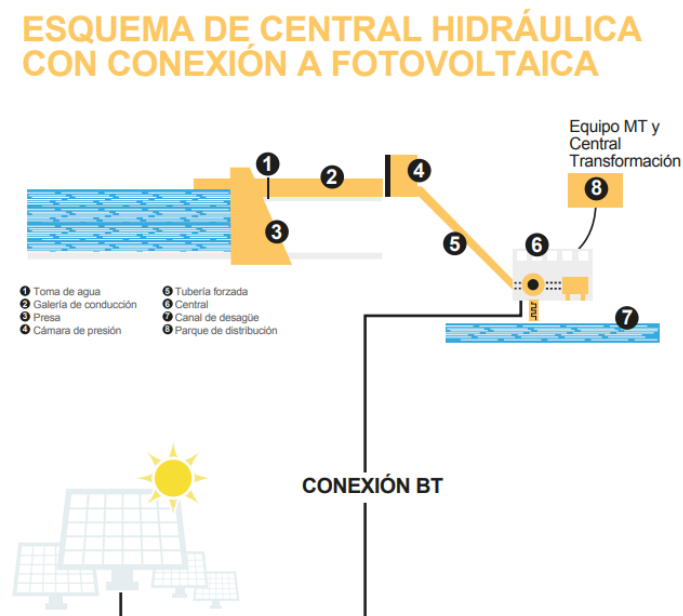 ESQUEMA DE CENTRAL HIDRÁULICA
CON CONEXIÓN A FOTOVOLTAICA
Equipo MT y
Central
Transformación
1
2
3
4
5
6
7
8
1 Toma de agua
2 Galería de conducción
3 Presa
4 Cámara de presión
5 Tubería forzada
6 Central
7 Canal de desagüe
8 Parque de distribución
CONEXIÓN BT